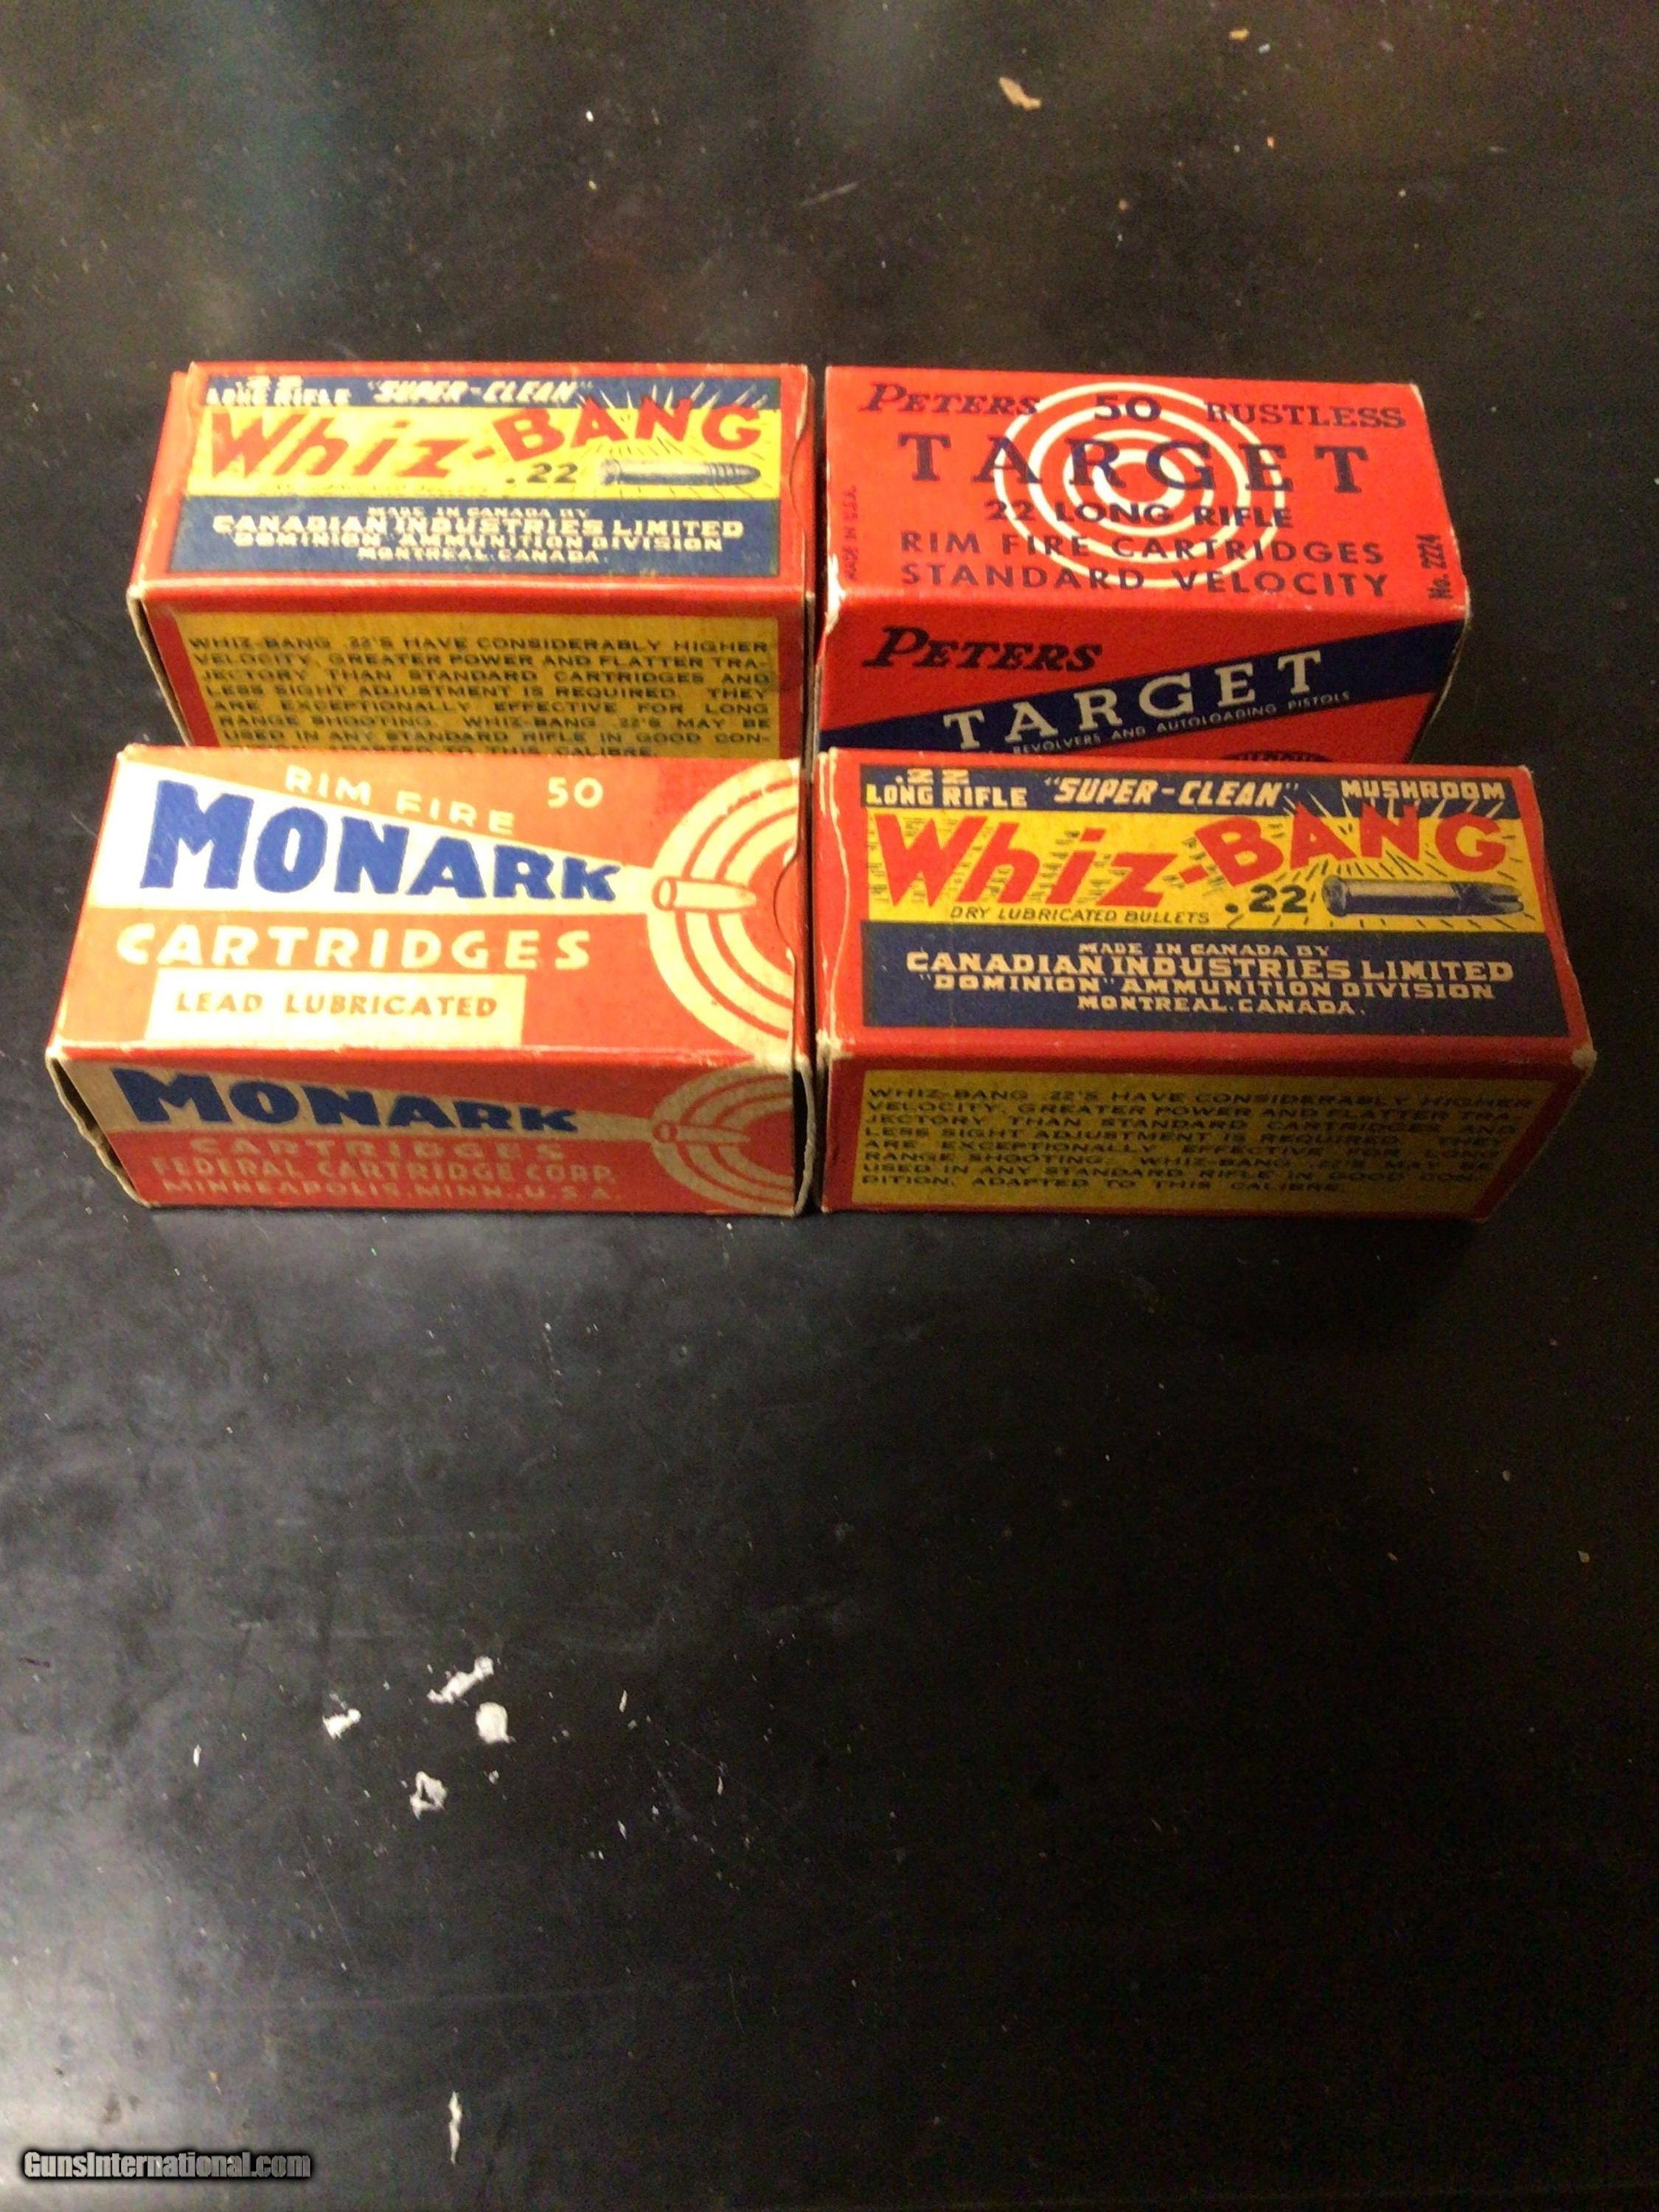 .22
LONG RIFLE "SUPER-CLEAN"
Whiz-BANG
.22
MADE IN CANADA BY
CANADIAN INDUSTRIES LIMITED
"DOMINION" AMMUNITION DIVISION
MONTREAL. CANADA.
WHIZ-BANG .22'S HAVE CONSIDERABLY HIGHER
VELOCITY, GREATER POWER AND FLATTER TRA-
JECTORY THAN STANDARD CARTRIDGES AND
LESS SIGHT ADJUSTMENT IS REQUIRED. THEY
ARE EXCEPTIONALLY EFFECTIVE FOR LONG
RANGE SHOOTING. WHIZ-BANG .22'S MAY BE
USED IN ANY STANDARD RIFLE IN GOOD CON-
ADAPTED TO THIS CALIBRE.
PETERS 50 RUSTLESS
TARGET
22 LONG RIFLE
RIM FIRE CARTRIDGES
STANDARD VELOCITY
MADE IN U.S.A.
No. 2224
PETERS
TARGET
REVOLVERS AND AUTOLOADING PISTOLS
RIM FIRE 50
MONARK
CARTRIDGES
LEAD LUBRICATED
MONARK
CARTRIDGES
FEDERAL CARTRIDGE CORP.
MINNEAPOLIS, MINN., U.S.A.
.22
LONG RIFLE "SUPER-CLEAN" MUSHROOM
Whiz-BANG
DRY LUBRICATED BULLETS .22
MADE IN CANADA BY
CANADIAN INDUSTRIES LIMITED
"DOMINION" AMMUNITION DIVISION
MONTREAL. CANADA.
WHIZ-BANG .22'S HAVE CONSIDERABLY HIGHER
VELOCITY, GREATER POWER AND FLATTER TRA-
JECTORY THAN STANDARD CARTRIDGES AND
LESS SIGHT ADJUSTMENT IS REQUIRED. THEY
ARE EXCEPTIONALLY EFFECTIVE FOR LONG
RANGE SHOOTING. WHIZ-BANG .22'S MAY BE
USED IN ANY STANDARD RIFLE IN GOOD CON-
DITION, ADAPTED TO THIS CALIBRE.
GunsInternational.com